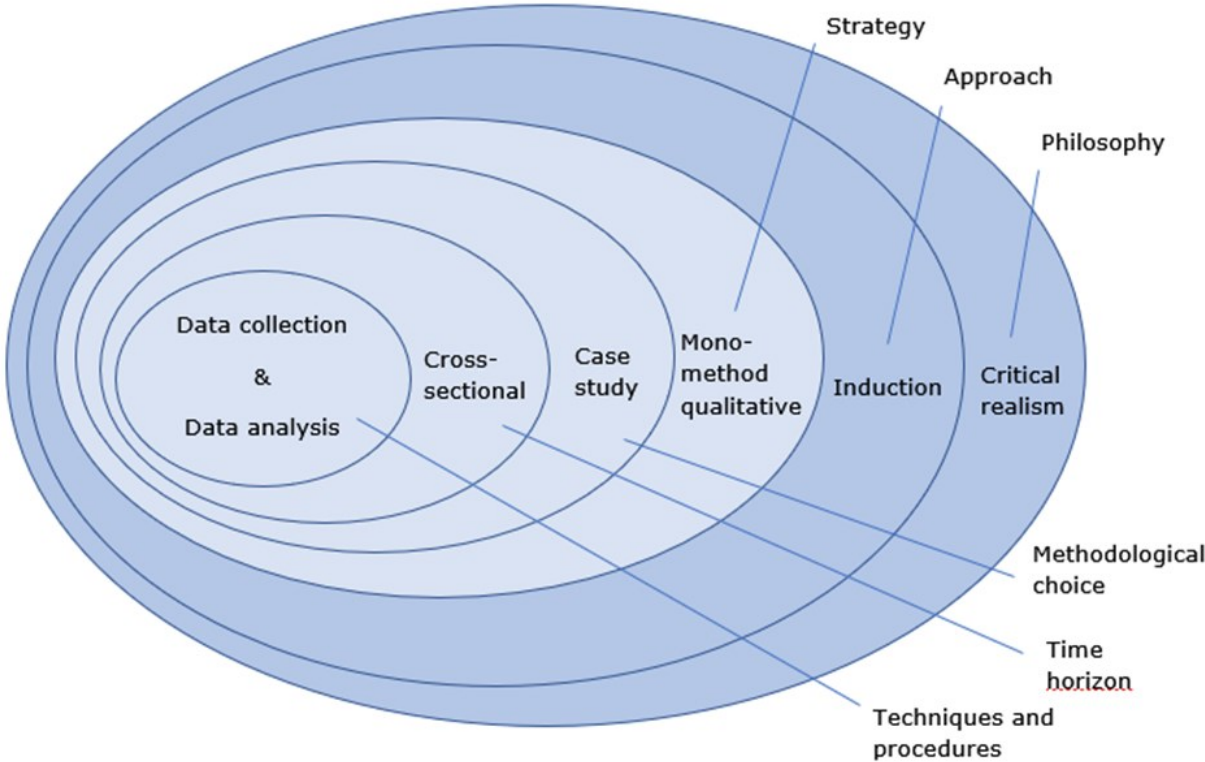 Strategy
Approach
Philosophy
Data collection
&
Data analysis
Cross-
sectional
Case
study
Mono-
method
qualitative
Induction
Critical
realism
Methodological
choice
Time
horizon
Techniques and
procedures